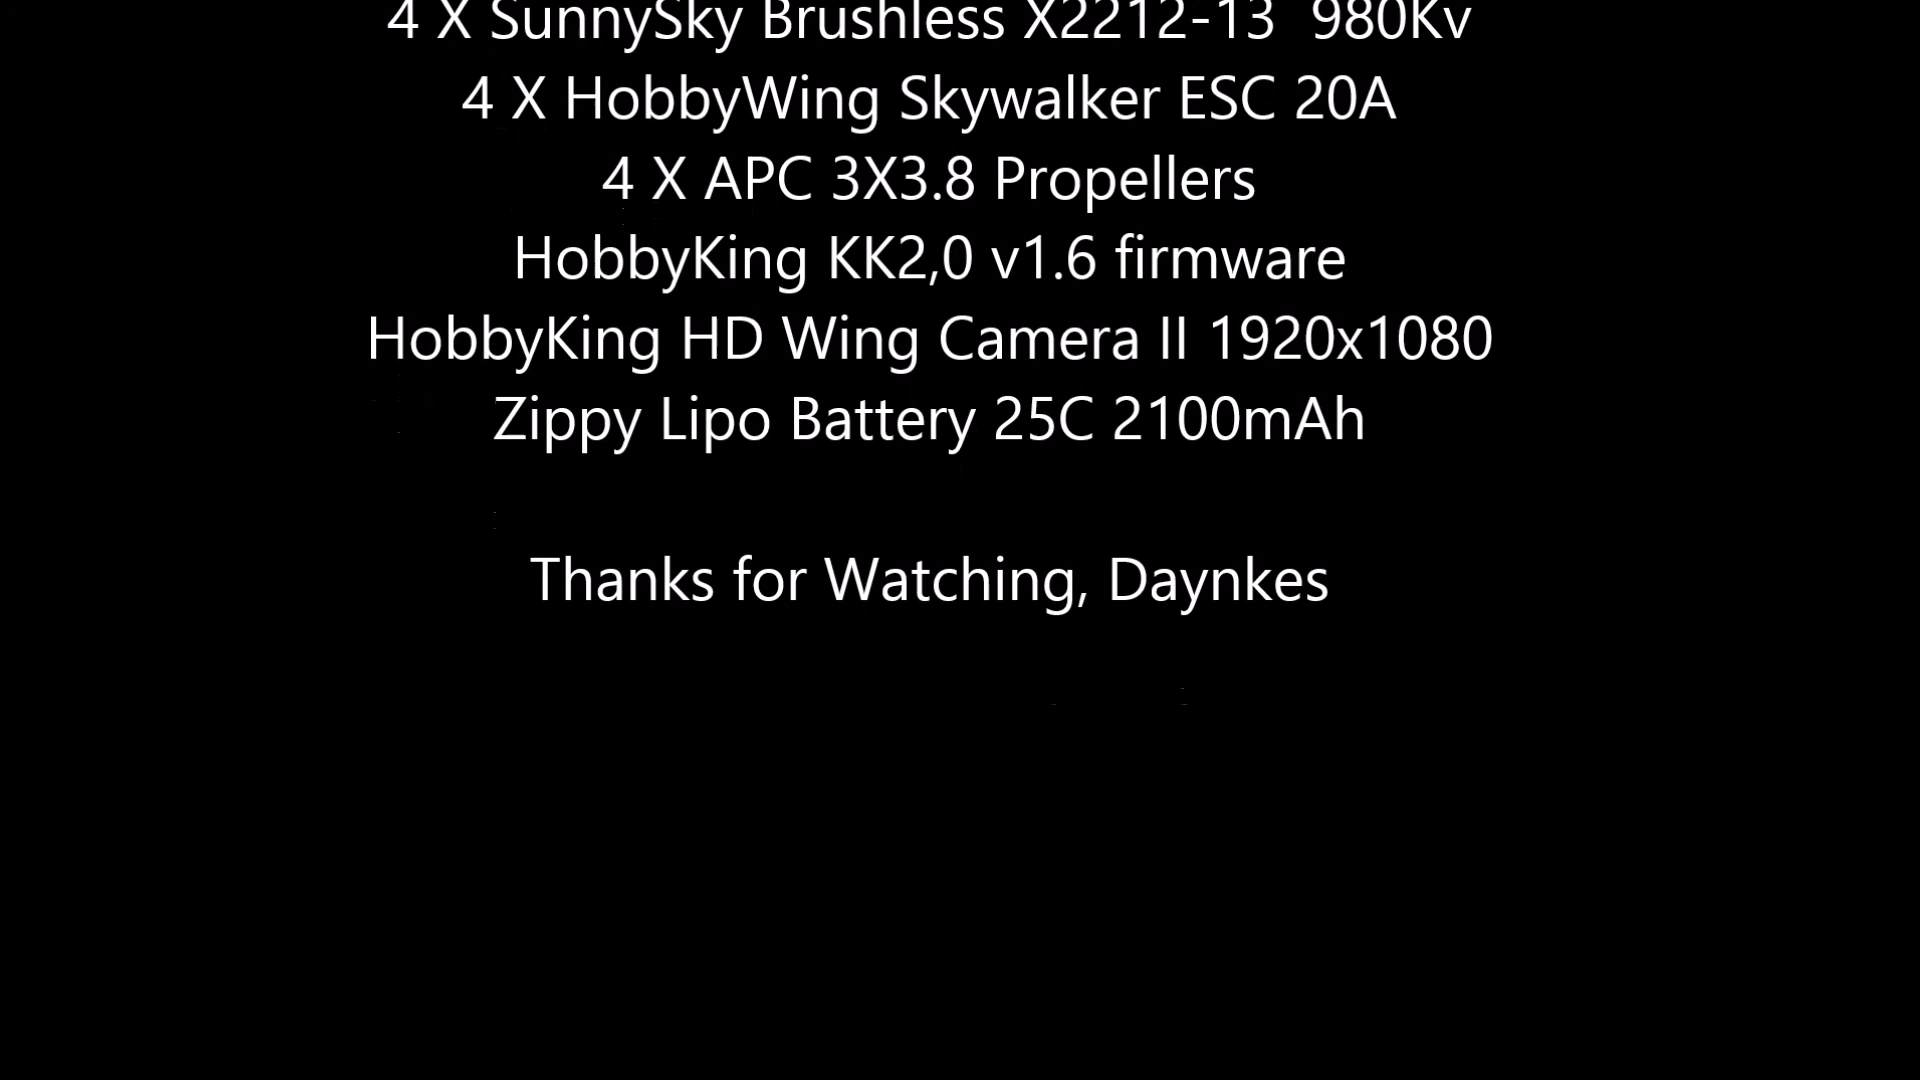 4 X SunnySky Brushless X2212-13  980Kv
4 X HobbyWing Skywalker ESC 20A
4 X APC 3X3.8 Propellers
HobbyKing KK2,0 v1.6 firmware
HobbyKing HD Wing Camera II 1920x1080
Zippy Lipo Battery 25C 2100mAh
Thanks for Watching, Daynkes